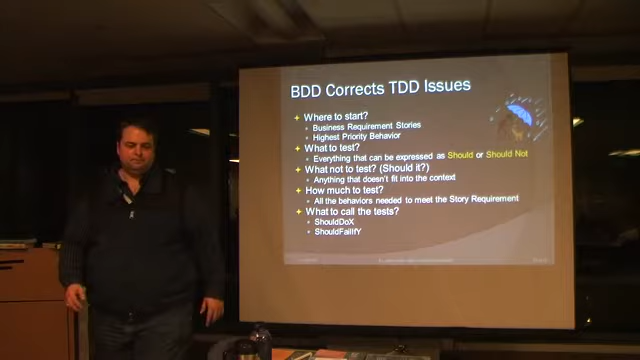 BDD Corrects TDD Issues
Where to start?
Business Requirement Stories
Highest Priority Behavior
What to test?
Everything that can be expressed as Should or Should Not
What not to test? (Should it?)
Anything that doesn't fit into the context
How much to test?
All the behaviors needed to meet the Story Requirement
What to call the tests?
ShouldDoX
ShouldFailIfY